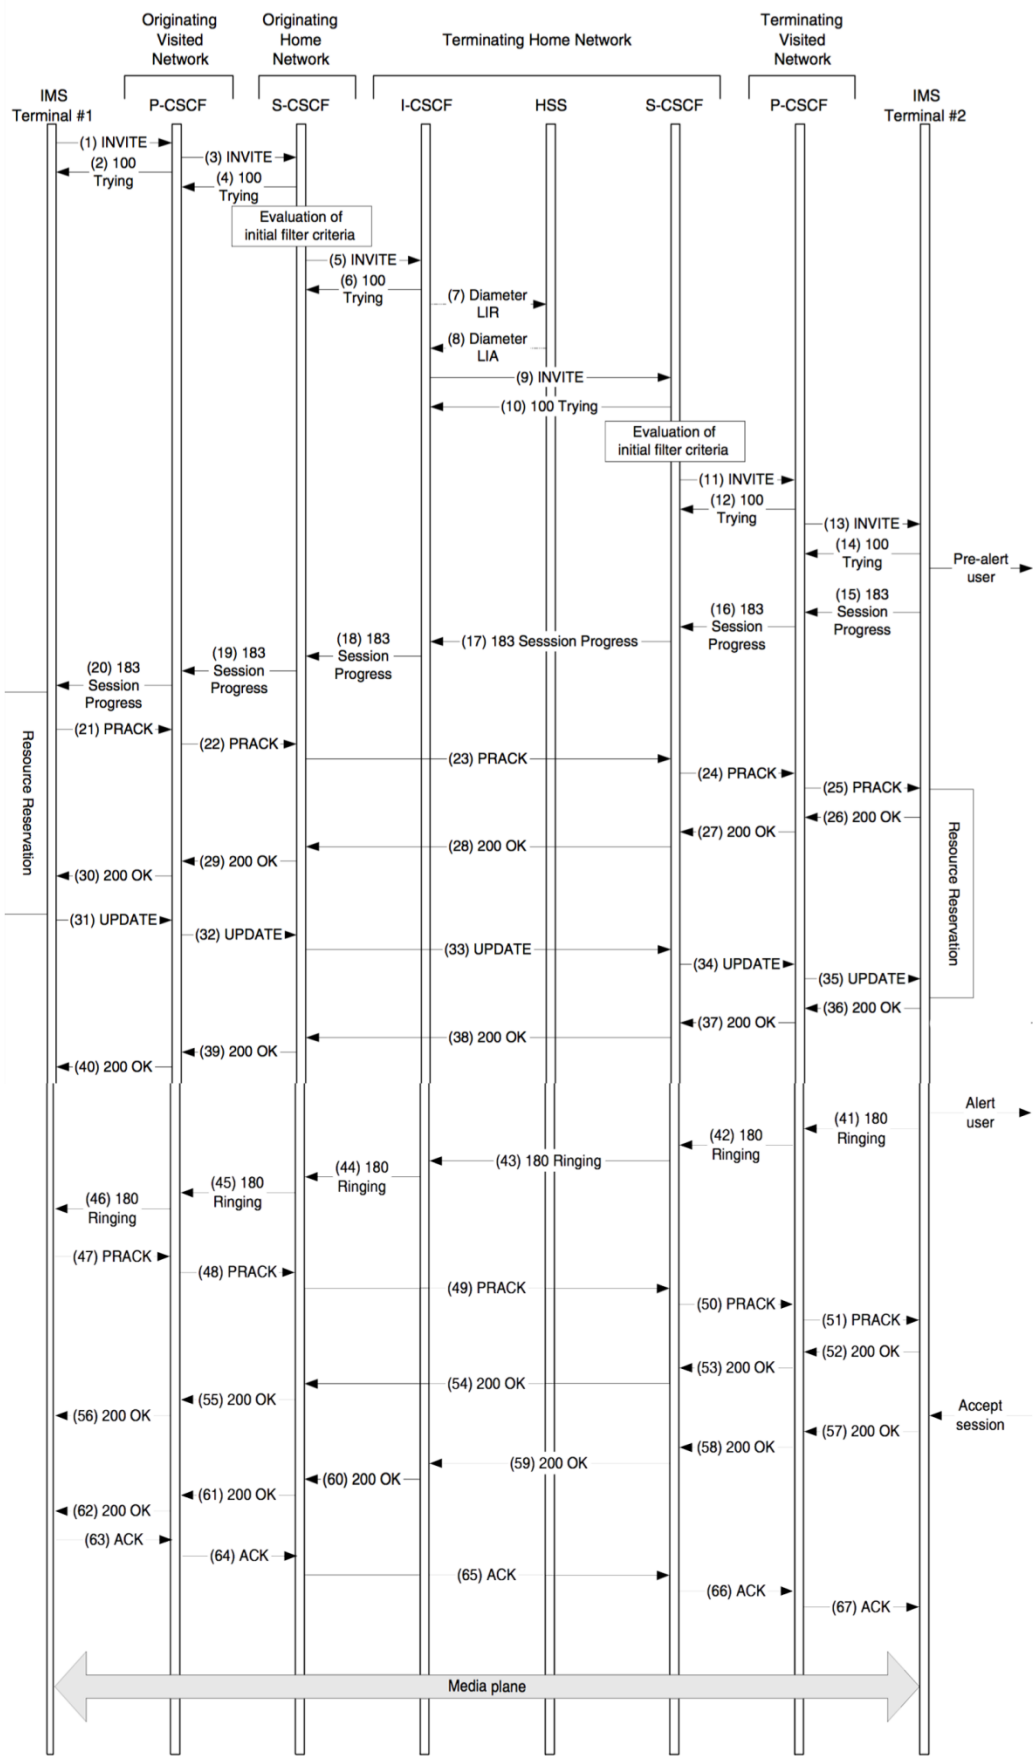 Originating
Visited
Network
Originating
Home
Network
Terminating Home Network
Terminating
Visited
Network
IMS
Terminal #1
P-CSCF
S-CSCF
I-CSCF
HSS
S-CSCF
P-CSCF
IMS
Terminal #2
(1) INVITE
(2) 100
Trying
(3) INVITE
(4) 100
Trying
Evaluation of
initial filter criteria
(5) INVITE
(6) 100
Trying
(7) Diameter
LIR
(8) Diameter
LIA
(9) INVITE
(10) 100 Trying
Evaluation of
initial filter criteria
(11) INVITE
(12) 100
Trying
(13) INVITE
(14) 100
Trying
Pre-alert
user
(15) 183
Session
Progress
(16) 183
Session
Progress
(17) 183 Sesssion Progress
(18) 183
Session
Progress
(19) 183
Session
Progress
(20) 183
Session
Progress
Resource Reservation
(21) PRACK
(22) PRACK
(23) PRACK
(24) PRACK
(25) PRACK
Resource Reservation
(26) 200 OK
(27) 200 OK
(28) 200 OK
(29) 200 OK
(30) 200 OK
(31) UPDATE
(32) UPDATE
(33) UPDATE
(34) UPDATE
(35) UPDATE
(36) 200 OK
(37) 200 OK
(38) 200 OK
(39) 200 OK
(40) 200 OK
Alert
user
(41) 180
Ringing
(42) 180
Ringing
(43) 180 Ringing
(44) 180
Ringing
(45) 180
Ringing
(46) 180
Ringing
(47) PRACK
(48) PRACK
(49) PRACK
(50) PRACK
(51) PRACK
(52) 200 OK
(53) 200 OK
(54) 200 OK
(55) 200 OK
(56) 200 OK
Accept
session
(57) 200 OK
(58) 200 OK
(59) 200 OK
(60) 200 OK
(61) 200 OK
(62) 200 OK
(63) ACK
(64) ACK
(65) ACK
(66) ACK
(67) ACK
Media plane